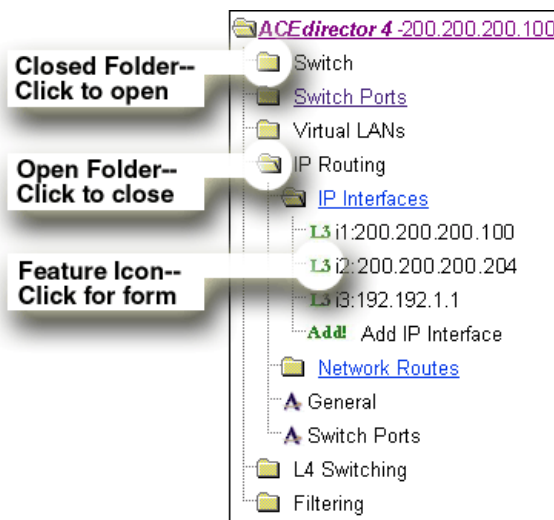 ACEdirector 4 -200.200.200.100
Closed Folder--
Click to open
Switch
Switch Ports
Virtual LANs
Open Folder--
Click to close
IP Routing
IP Interfaces
L3 i1:200.200.200.100
Feature Icon--
Click for form
L3 i2:200.200.200.204
L3 i3:192.192.1.1
Add! Add IP Interface
Network Routes
A General
A Switch Ports
L4 Switching
Filtering